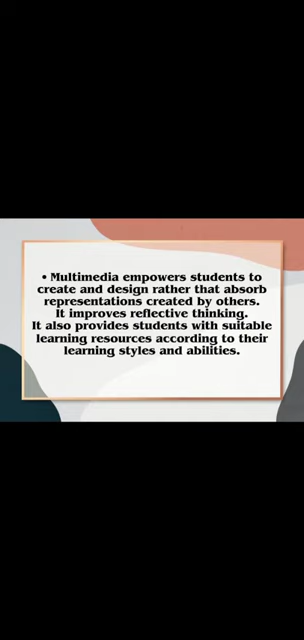 • Multimedia empowers students to
create and design rather that absorb
representations created by others.
It improves reflective thinking.
It also provides students with suitable
learning resources according to their
learning styles and abilities.